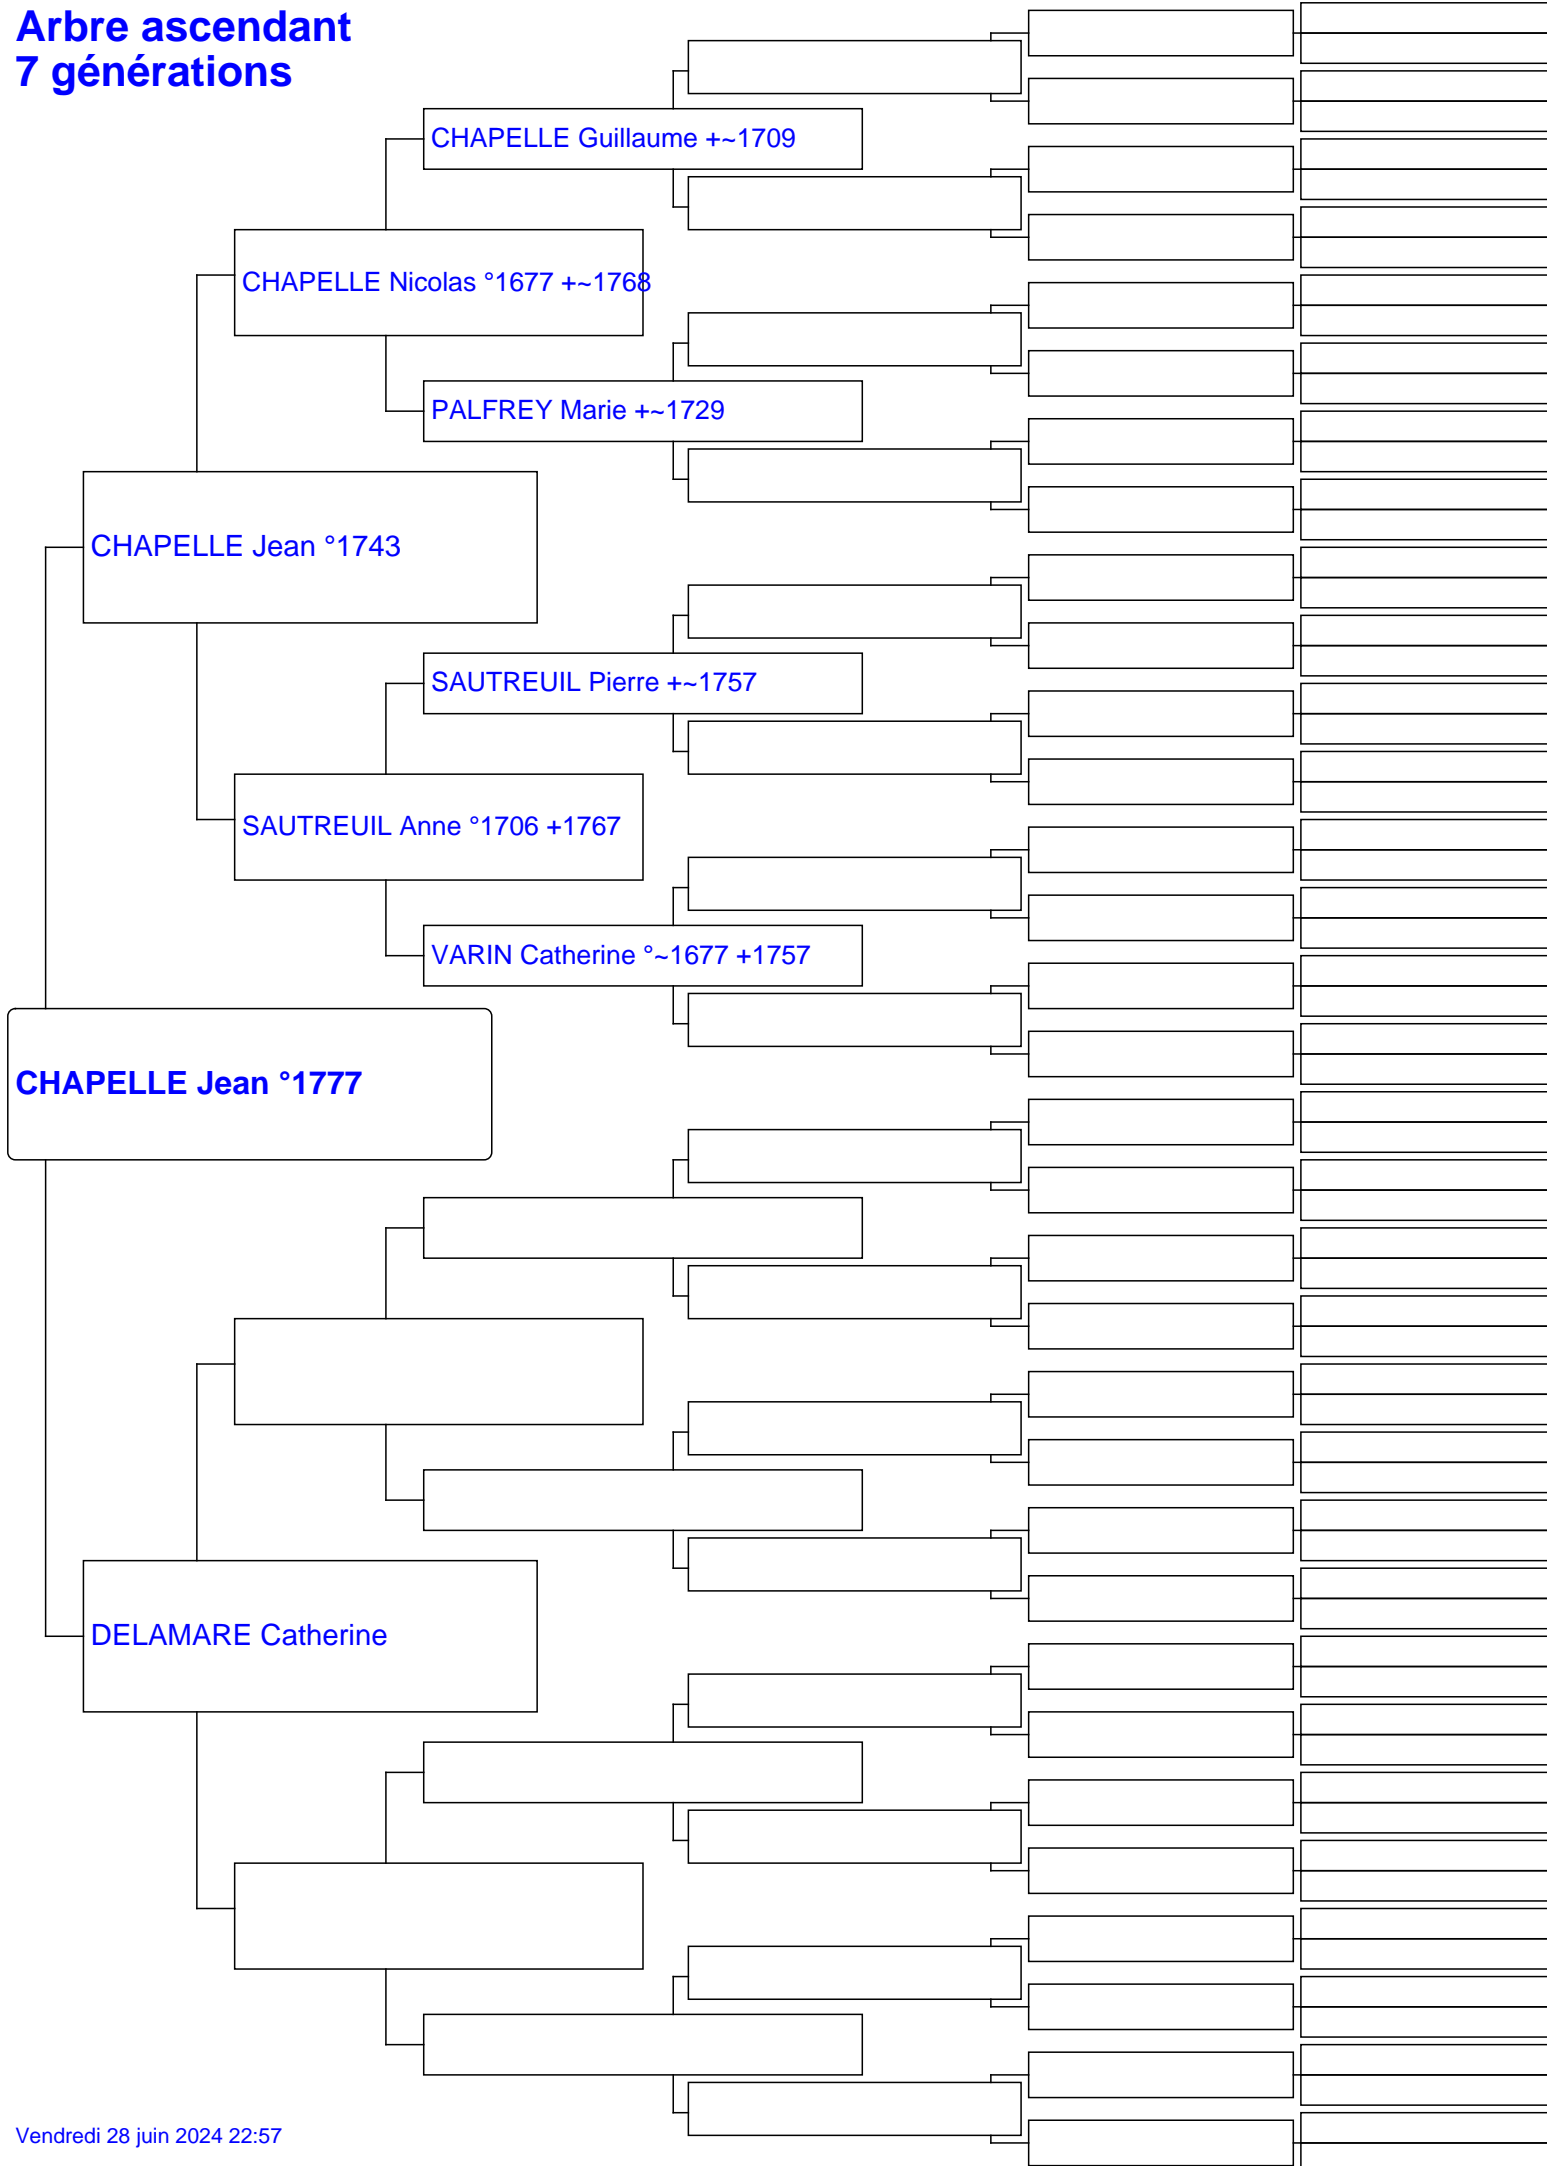 Arbre ascendant
7 générations
CHAPELLE Guillaume +~1709
CHAPELLE Nicolas °1677 +~1768
PALFREY Marie +~1729
CHAPELLE Jean °1743
SAUTREUIL Pierre +~1757
SAUTREUIL Anne °1706 +1767
VARIN Catherine °~1677 +1757
CHAPELLE Jean °1777
DELAMARE Catherine
Vendredi 28 juin 2024 22:57